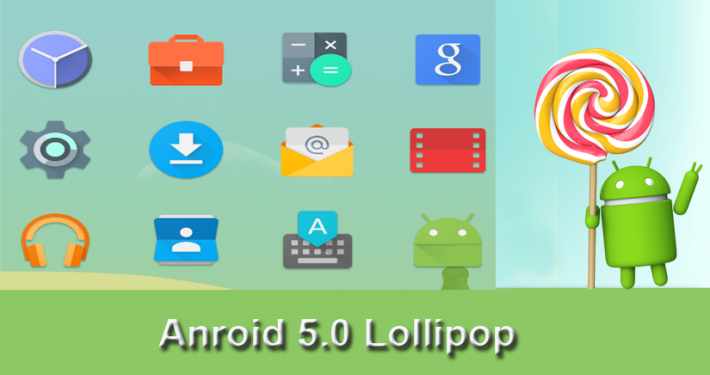 − ×
+ =
g
@
A
Anroid 5.0 Lollipop